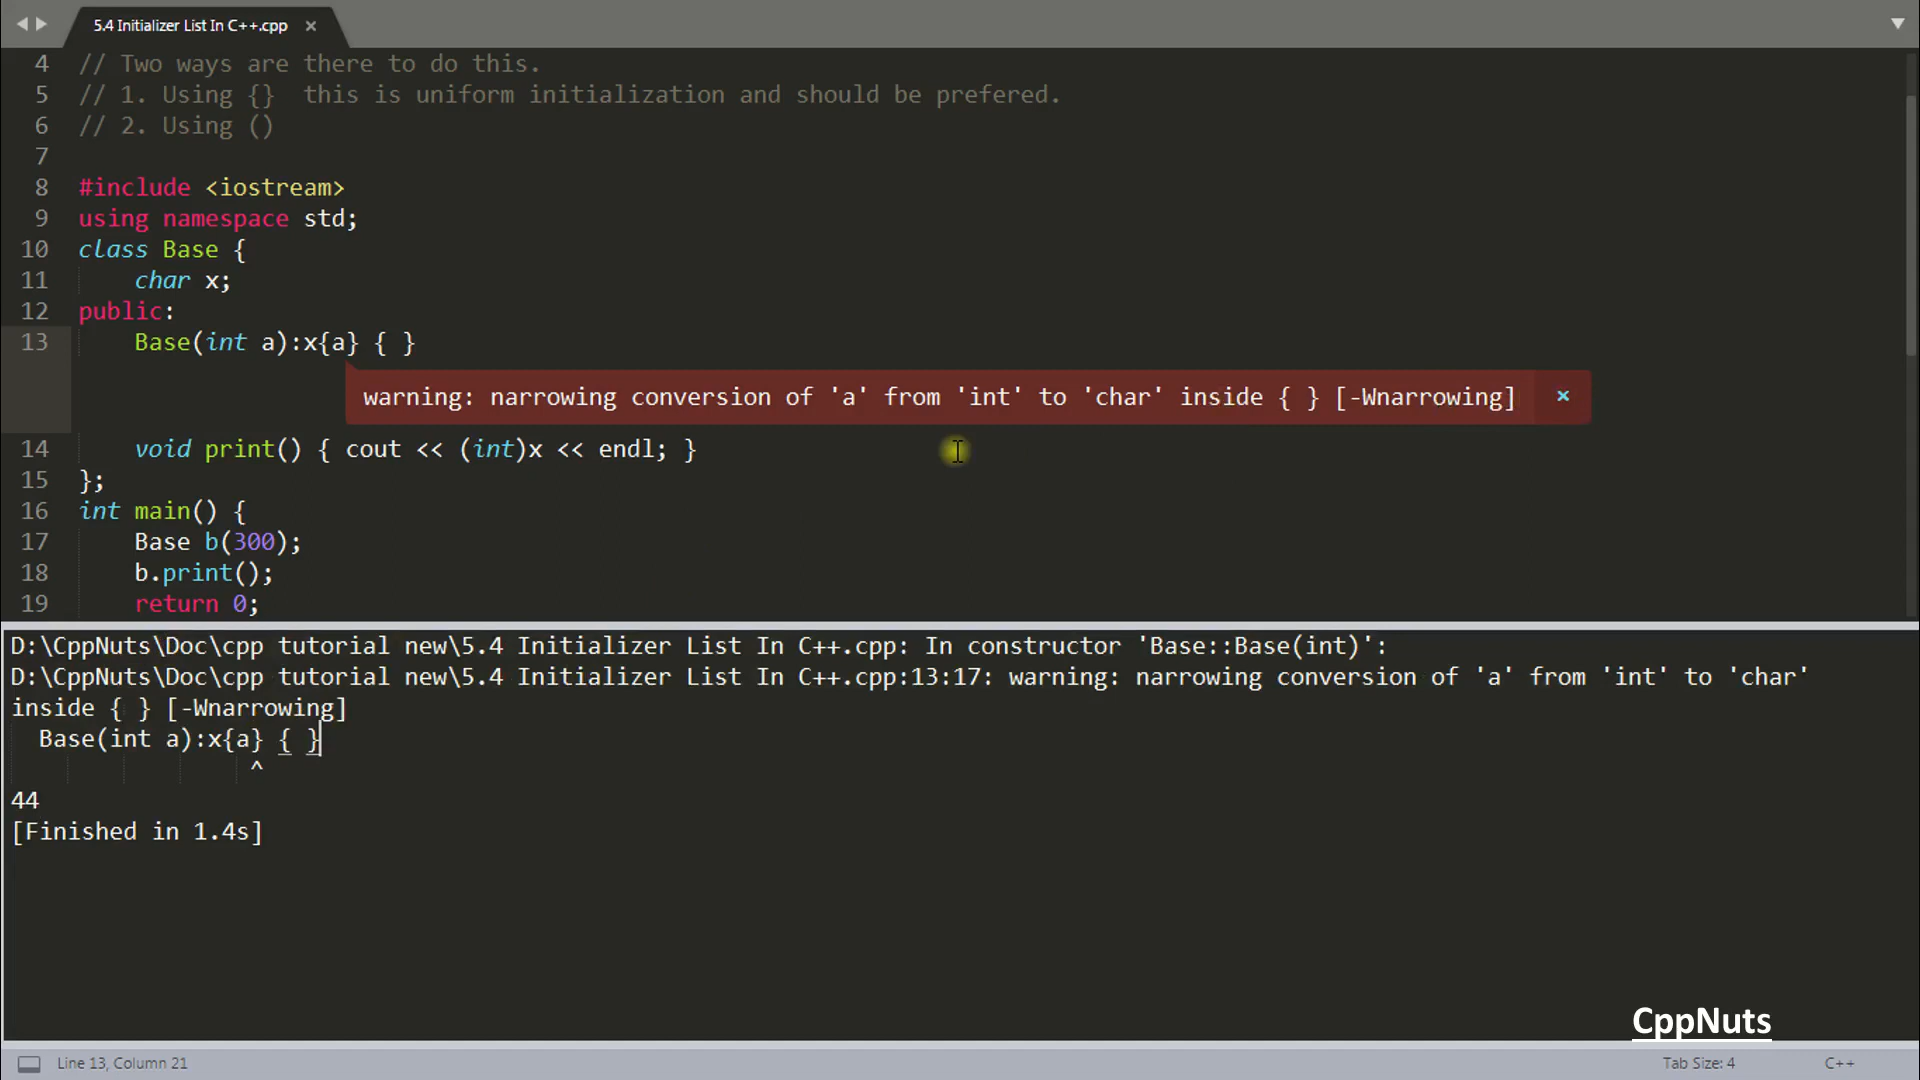 5.4 Initializer List In C++.cpp ×
4 // Two ways are there to do this.
5 // 1. Using {}  this is uniform initialization and should be prefered.
6 // 2. Using ()
7
8 #include <iostream>
9 using namespace std;
10 class Base {
11     char x;
12 public:
13     Base(int a):x{a} { }
warning: narrowing conversion of 'a' from 'int' to 'char' inside { } [-Wnarrowing] ×
14     void print() { cout << (int)x << endl; }
15 };
16 int main() {
17     Base b(300);
18     b.print();
19     return 0;
D:\CppNuts\Doc\cpp tutorial new\5.4 Initializer List In C++.cpp: In constructor 'Base::Base(int)':
D:\CppNuts\Doc\cpp tutorial new\5.4 Initializer List In C++.cpp:13:17: warning: narrowing conversion of 'a' from 'int' to 'char'
inside { } [-Wnarrowing]
  Base(int a):x{a} { }
                 ^
44
[Finished in 1.4s]
CppNuts
Line 13, Column 21
Tab Size: 4
C++